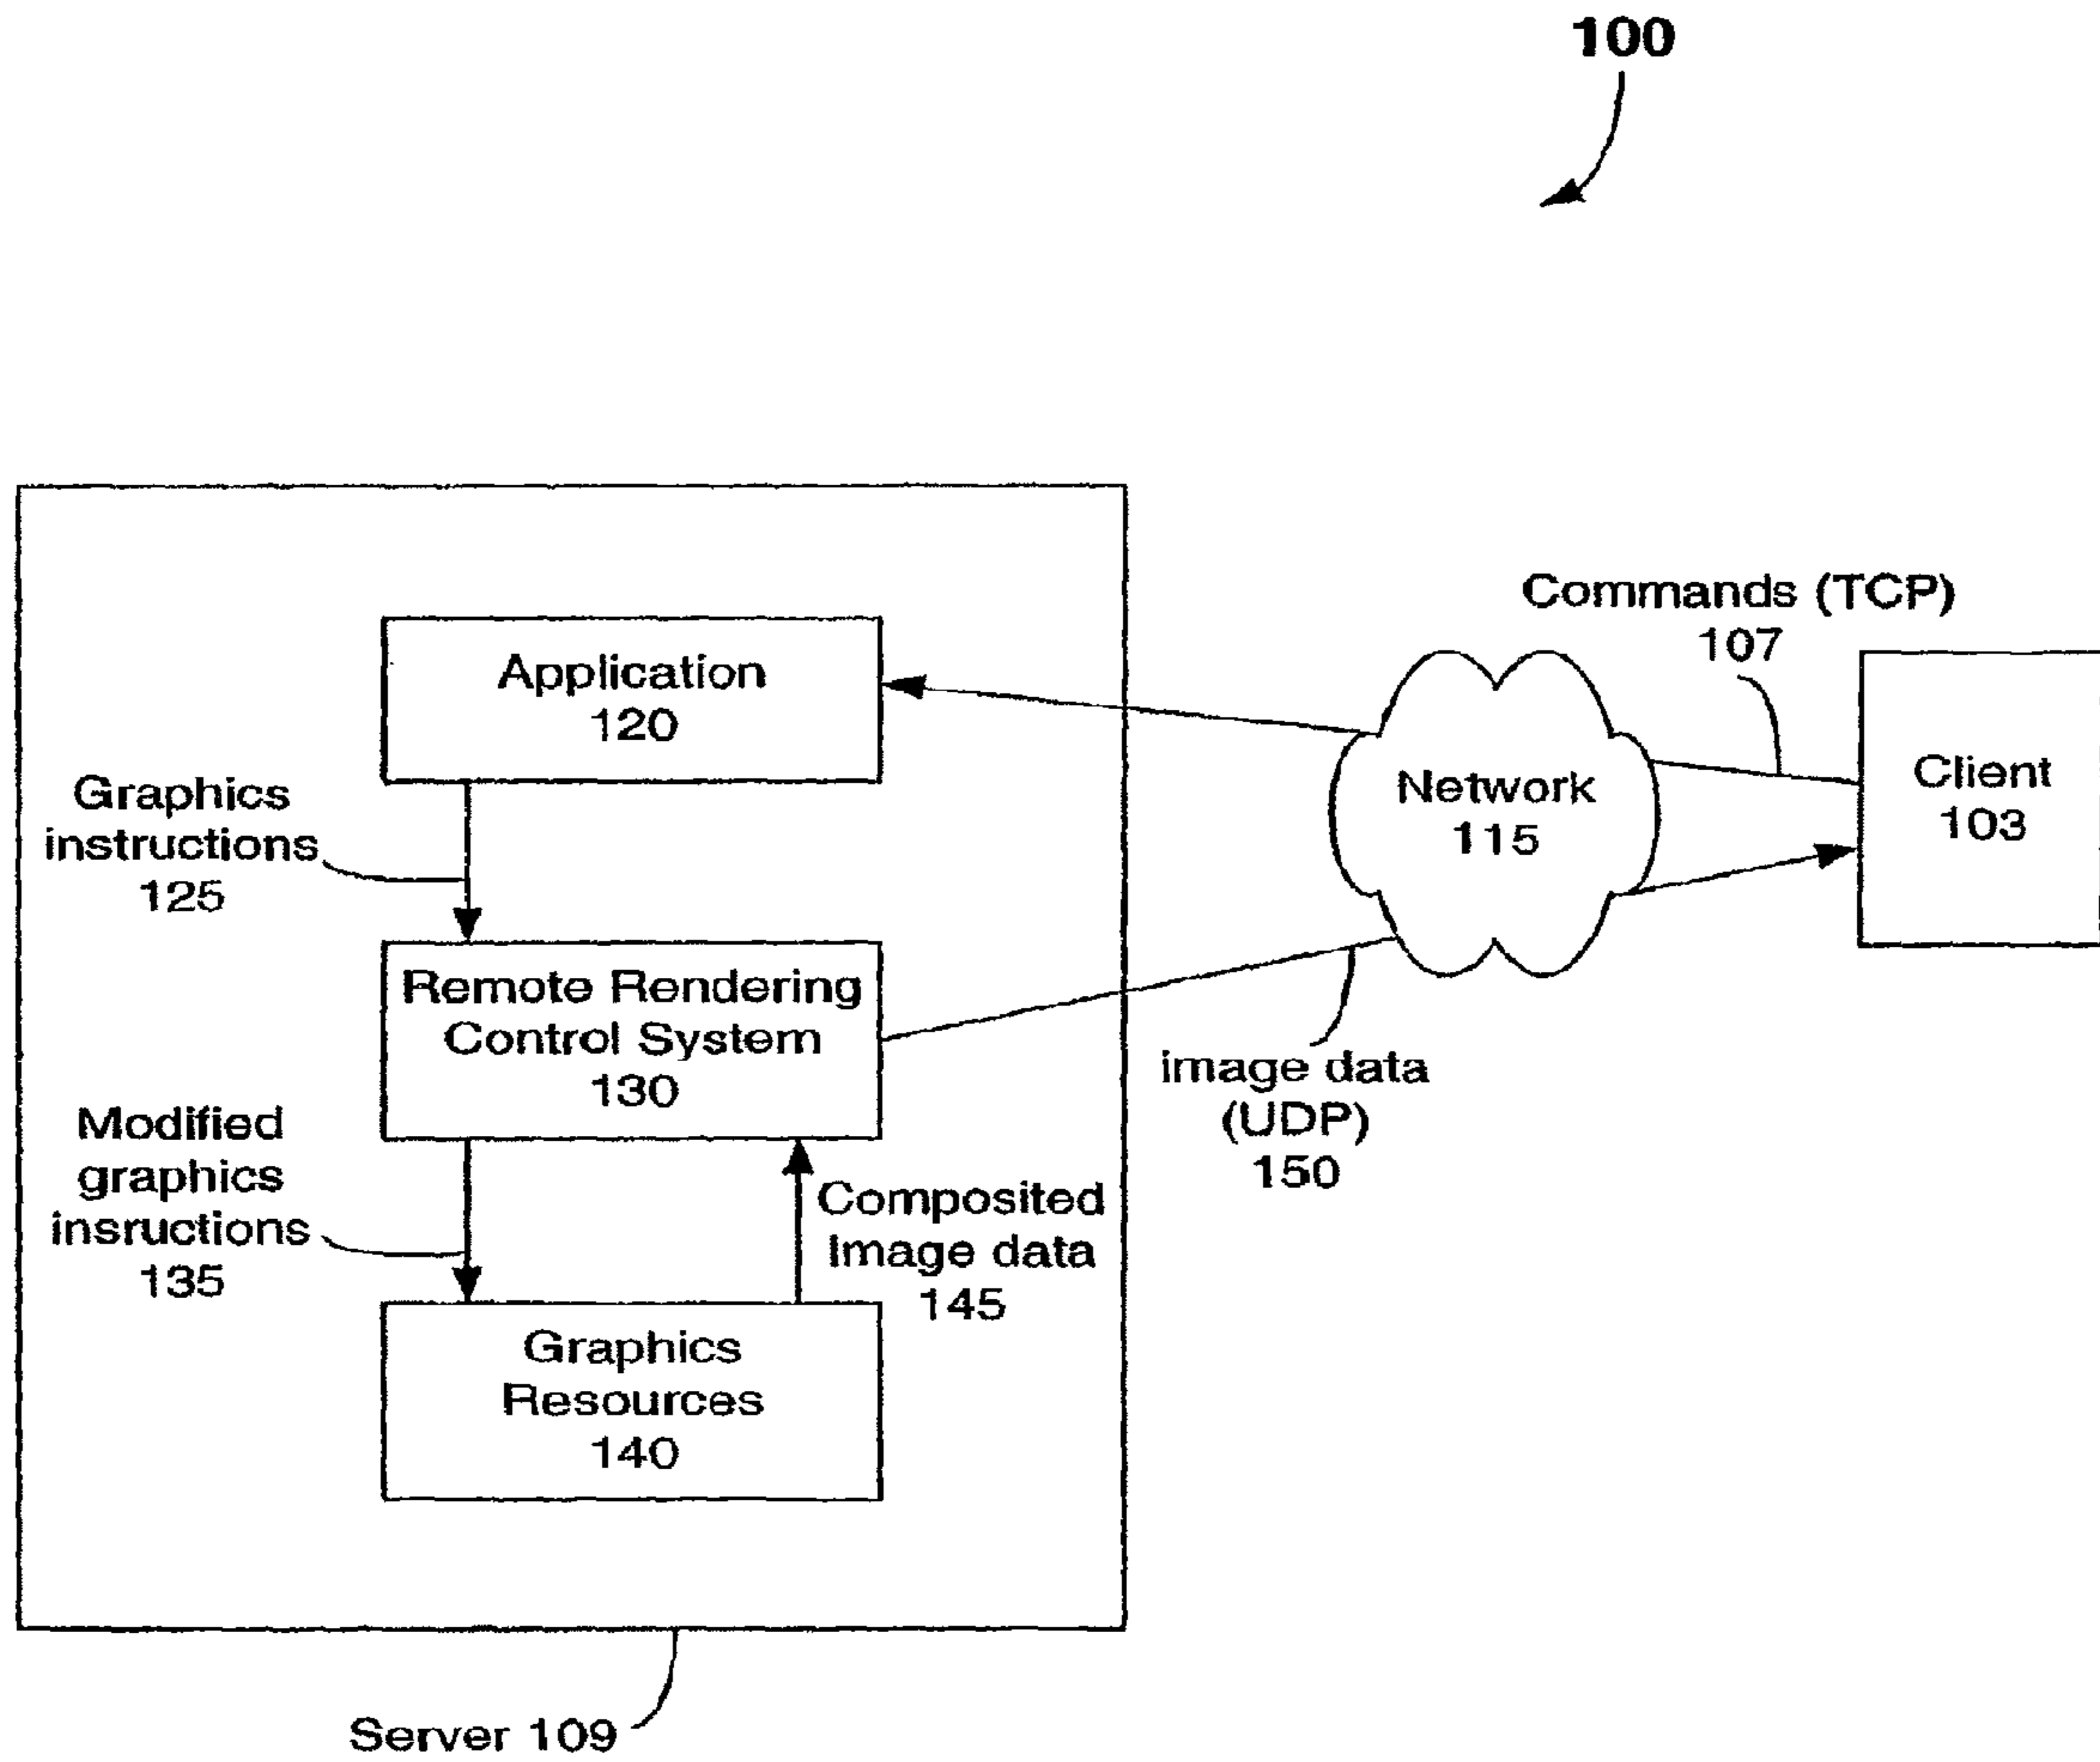 100
Commands (TCP)
107
Application
120
Network
115
Client
103
Graphics
instructions
125
Remote Rendering
Control System
130
image data
(UDP)
150
Modified
graphics
insructions
135
Composited
Image data
145
Graphics
Resources
140
Server 109